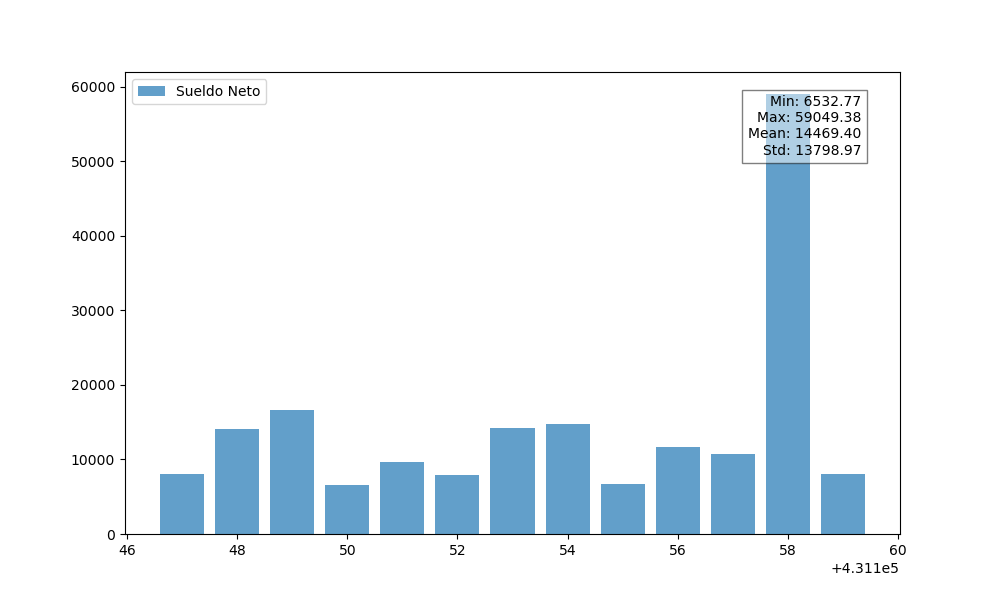 60000
50000
40000
30000
20000
10000
0
Sueldo Neto
Min: 6532.77
Max: 59049.38
Mean: 14469.40
Std: 13798.97
46 48 50 52 54 56 58 60
+4.311e5